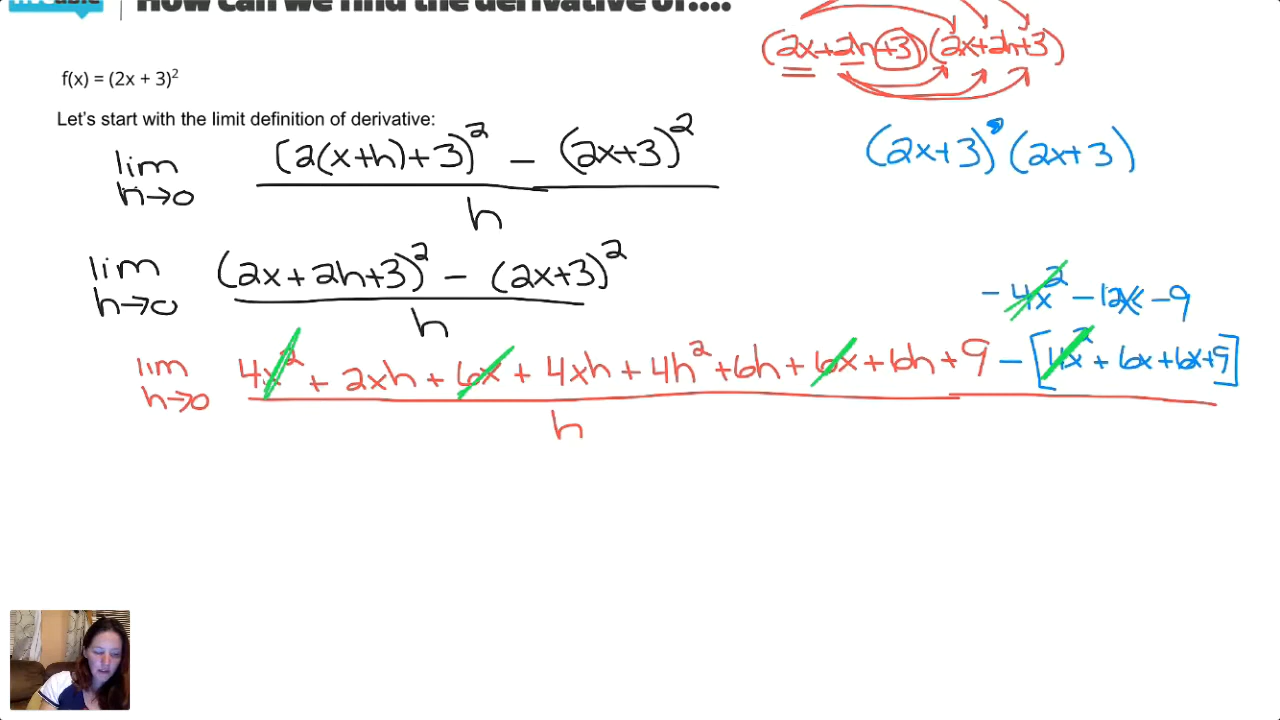 How can we find the derivative of....
(2x+2h+3)(2x+2h+3)
f(x) = (2x + 3)²
Let's start with the limit definition of derivative:
lim h→0 (2(x+h)+3)² − (2x+3)²
h
(2x+3)²(2x+3)
lim h→0 (2x+2h+3)² − (2x+3)²
h
−4x² −12x −9
lim h→0 4x² + 2xh + 6x + 4xh + 4h² + 6h + 6x + 6h + 9 − [4x² + 6x + 6x + 9]
h